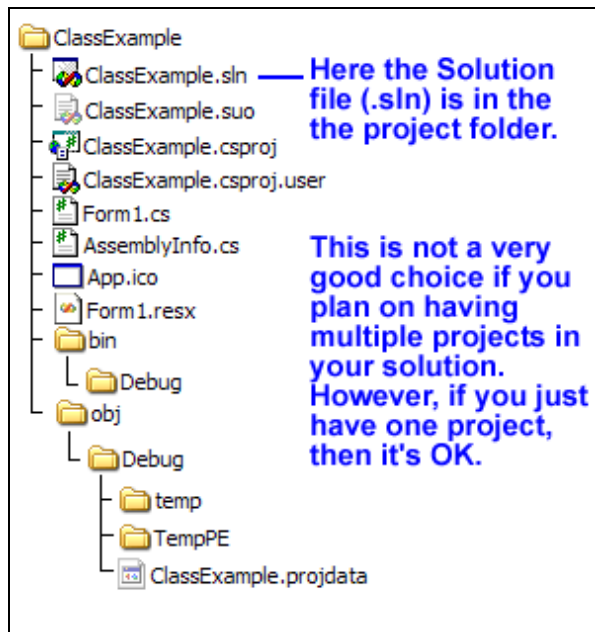 ClassExample
ClassExample.sln
Here the Solution
file (.sln) is in the
the project folder.
ClassExample.suo
ClassExample.csproj
ClassExample.csproj.user
Form1.cs
AssemblyInfo.cs
This is not a very
good choice if you
plan on having
multiple projects in
your solution.
However, if you just
have one project,
then it's OK.
App.ico
Form1.resx
bin
Debug
obj
Debug
temp
TempPE
ClassExample.projdata